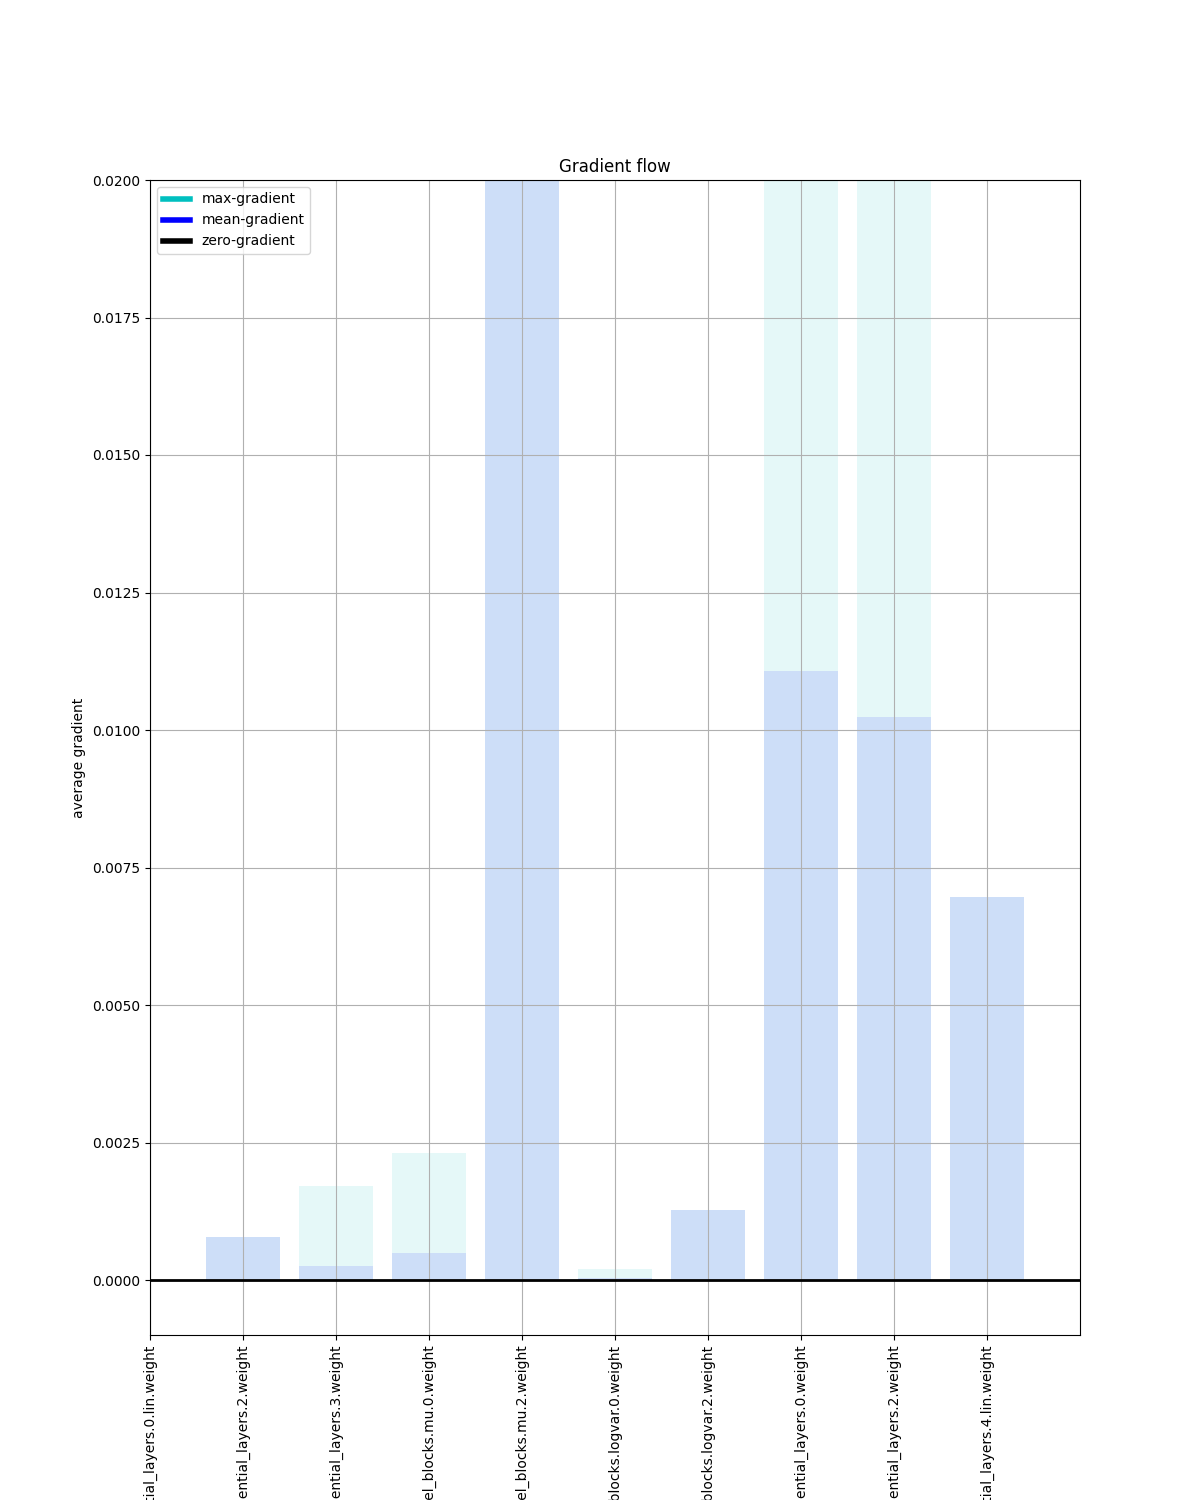 Gradient flow
max-gradient
mean-gradient
zero-gradient
0.0200
0.0175
0.0150
0.0125
0.0100
0.0075
0.0050
0.0025
0.0000
average gradient
tial_layers.0.lin.weight
ential_layers.2.weight
ential_layers.3.weight
el_blocks.mu.0.weight
el_blocks.mu.2.weight
blocks.logvar.0.weight
blocks.logvar.2.weight
ential_layers.0.weight
ential_layers.2.weight
tial_layers.4.lin.weight